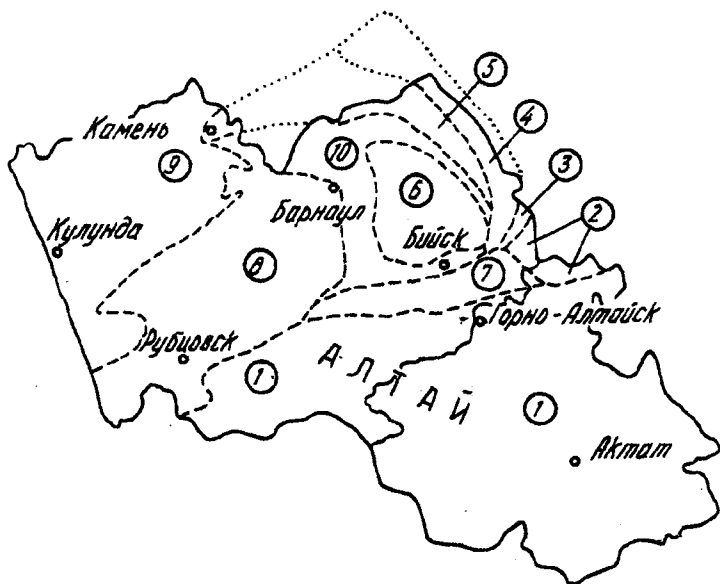 5
Камень
4
9
10
3
6
Барнаул
2
Кулунда
Бийск
8
7
Горно-Алтайск
Рубцовск
АЛТАЙ
1
1
Актат